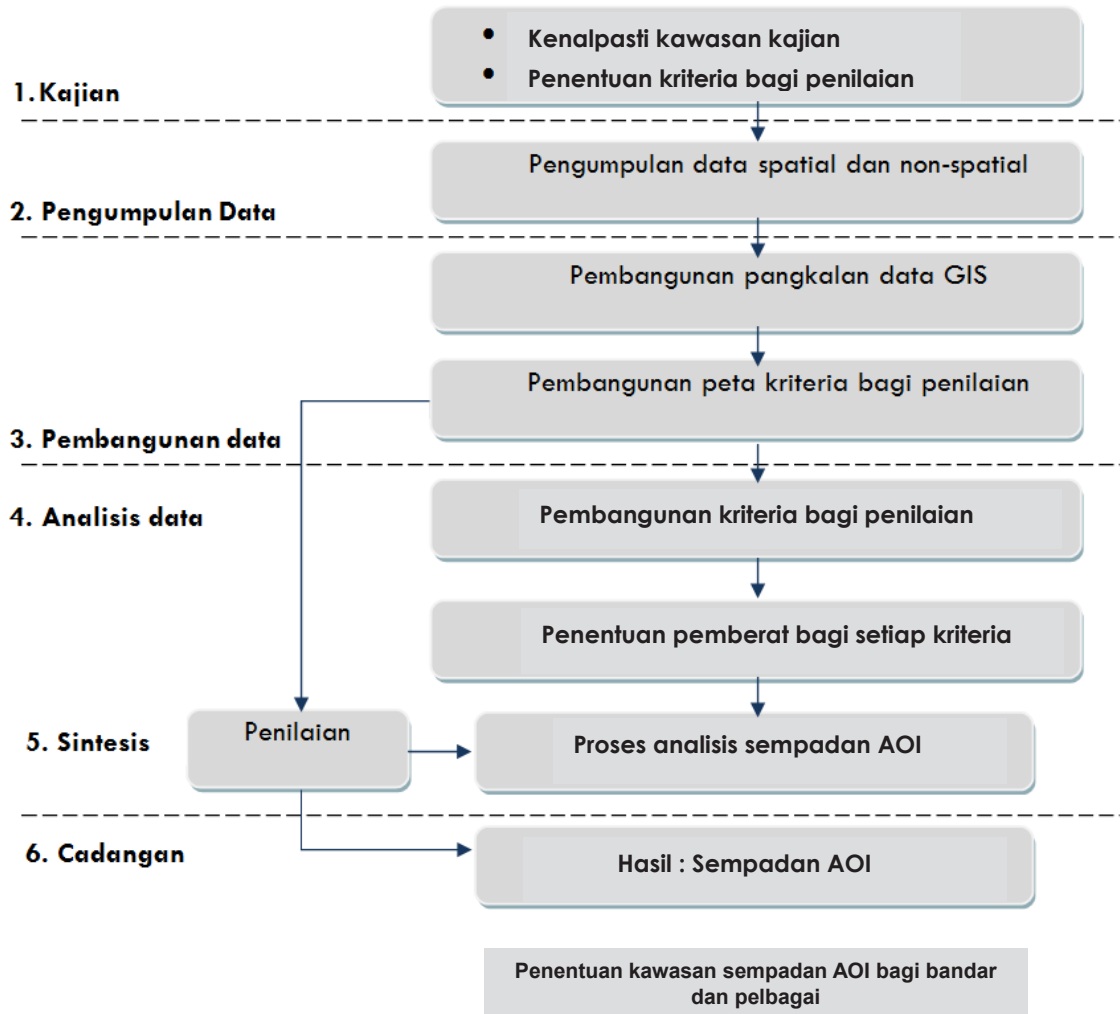 • Kenalpasti kawasan kajian
• Penentuan kriteria bagi penilaian
1. Kajian
Pengumpulan data spatial dan non-spatial
2. Pengumpulan Data
Pembangunan pangkalan data GIS
Pembangunan peta kriteria bagi penilaian
3. Pembangunan data
4. Analisis data
Pembangunan kriteria bagi penilaian
Penentuan pemberat bagi setiap kriteria
5. Sintesis
Penilaian
Proses analisis sempadan AOI
6. Cadangan
Hasil : Sempadan AOI
Penentuan kawasan sempadan AOI bagi bandar
dan pelbagai